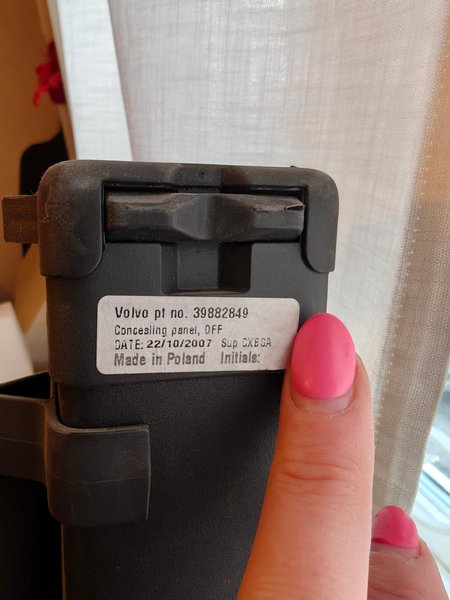 Volvo pt no. 39882849
Concealing panel, OFF
DATE: 22/10/2007 Sup CXBGA
Made in Poland Initials: